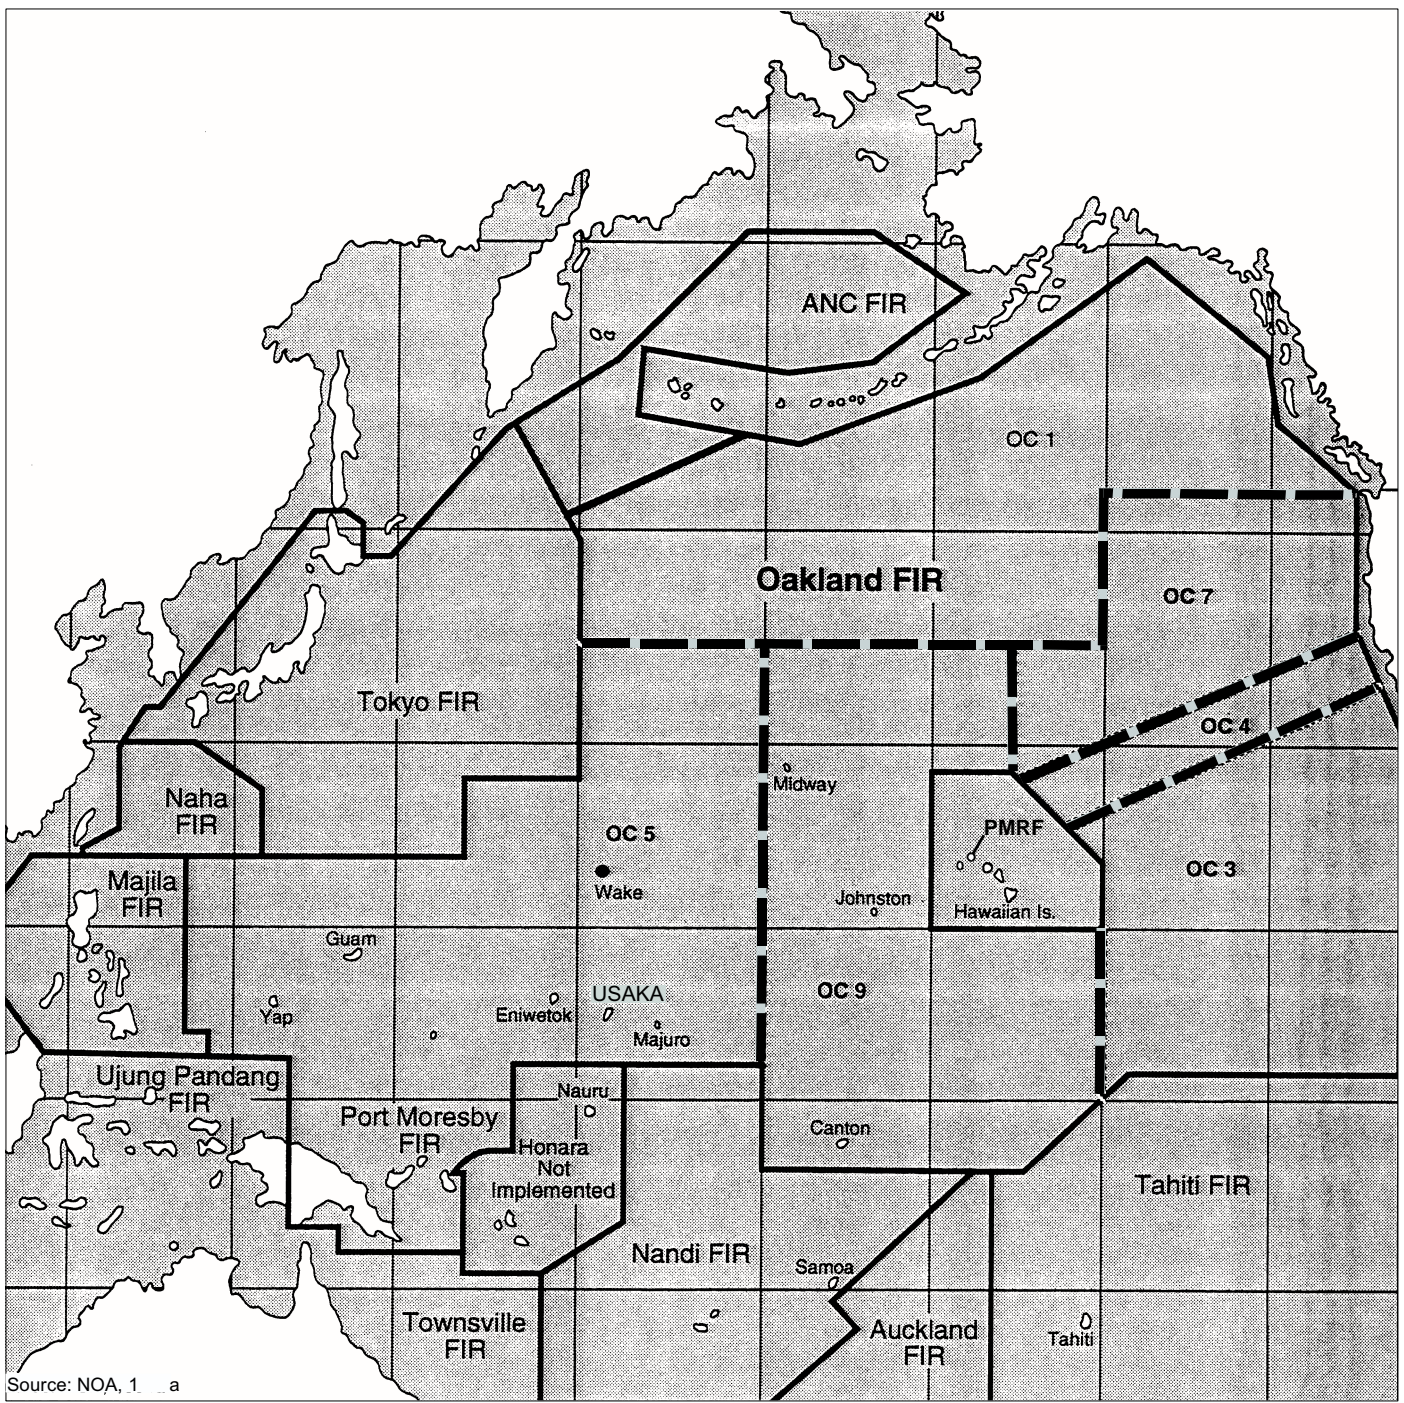 ANC FIR
OC 1
Oakland FIR
OC 7
Tokyo FIR
OC 4
Midway
Naha
FIR
OC 5
PMRF
OC 3
Majila
FIR
Wake
Johnston
Hawaiian Is.
Guam
USAKA
OC 9
Yap
Eniwetok
Majuro
Ujung Pandang
FIR
Nauru
Port Moresby
FIR
Canton
Honara
Not
Implemented
Tahiti FIR
Nandi FIR
Samoa
Townsville
FIR
Auckland
FIR
Tahiti
Source: NOA, 1 a